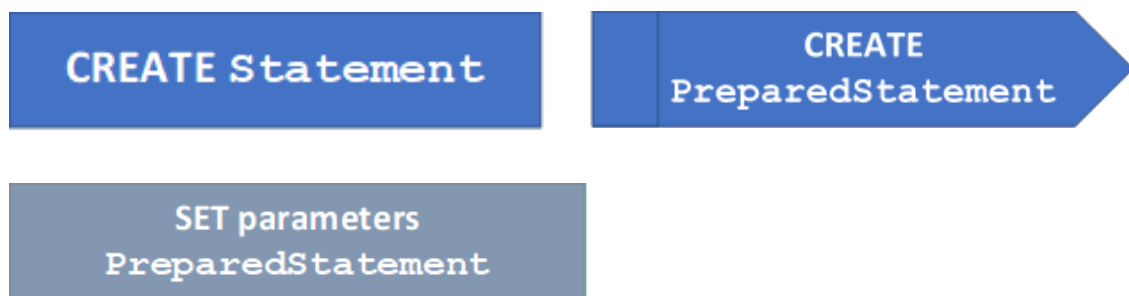 CREATE Statement
CREATE
PreparedStatement
SET parameters
PreparedStatement